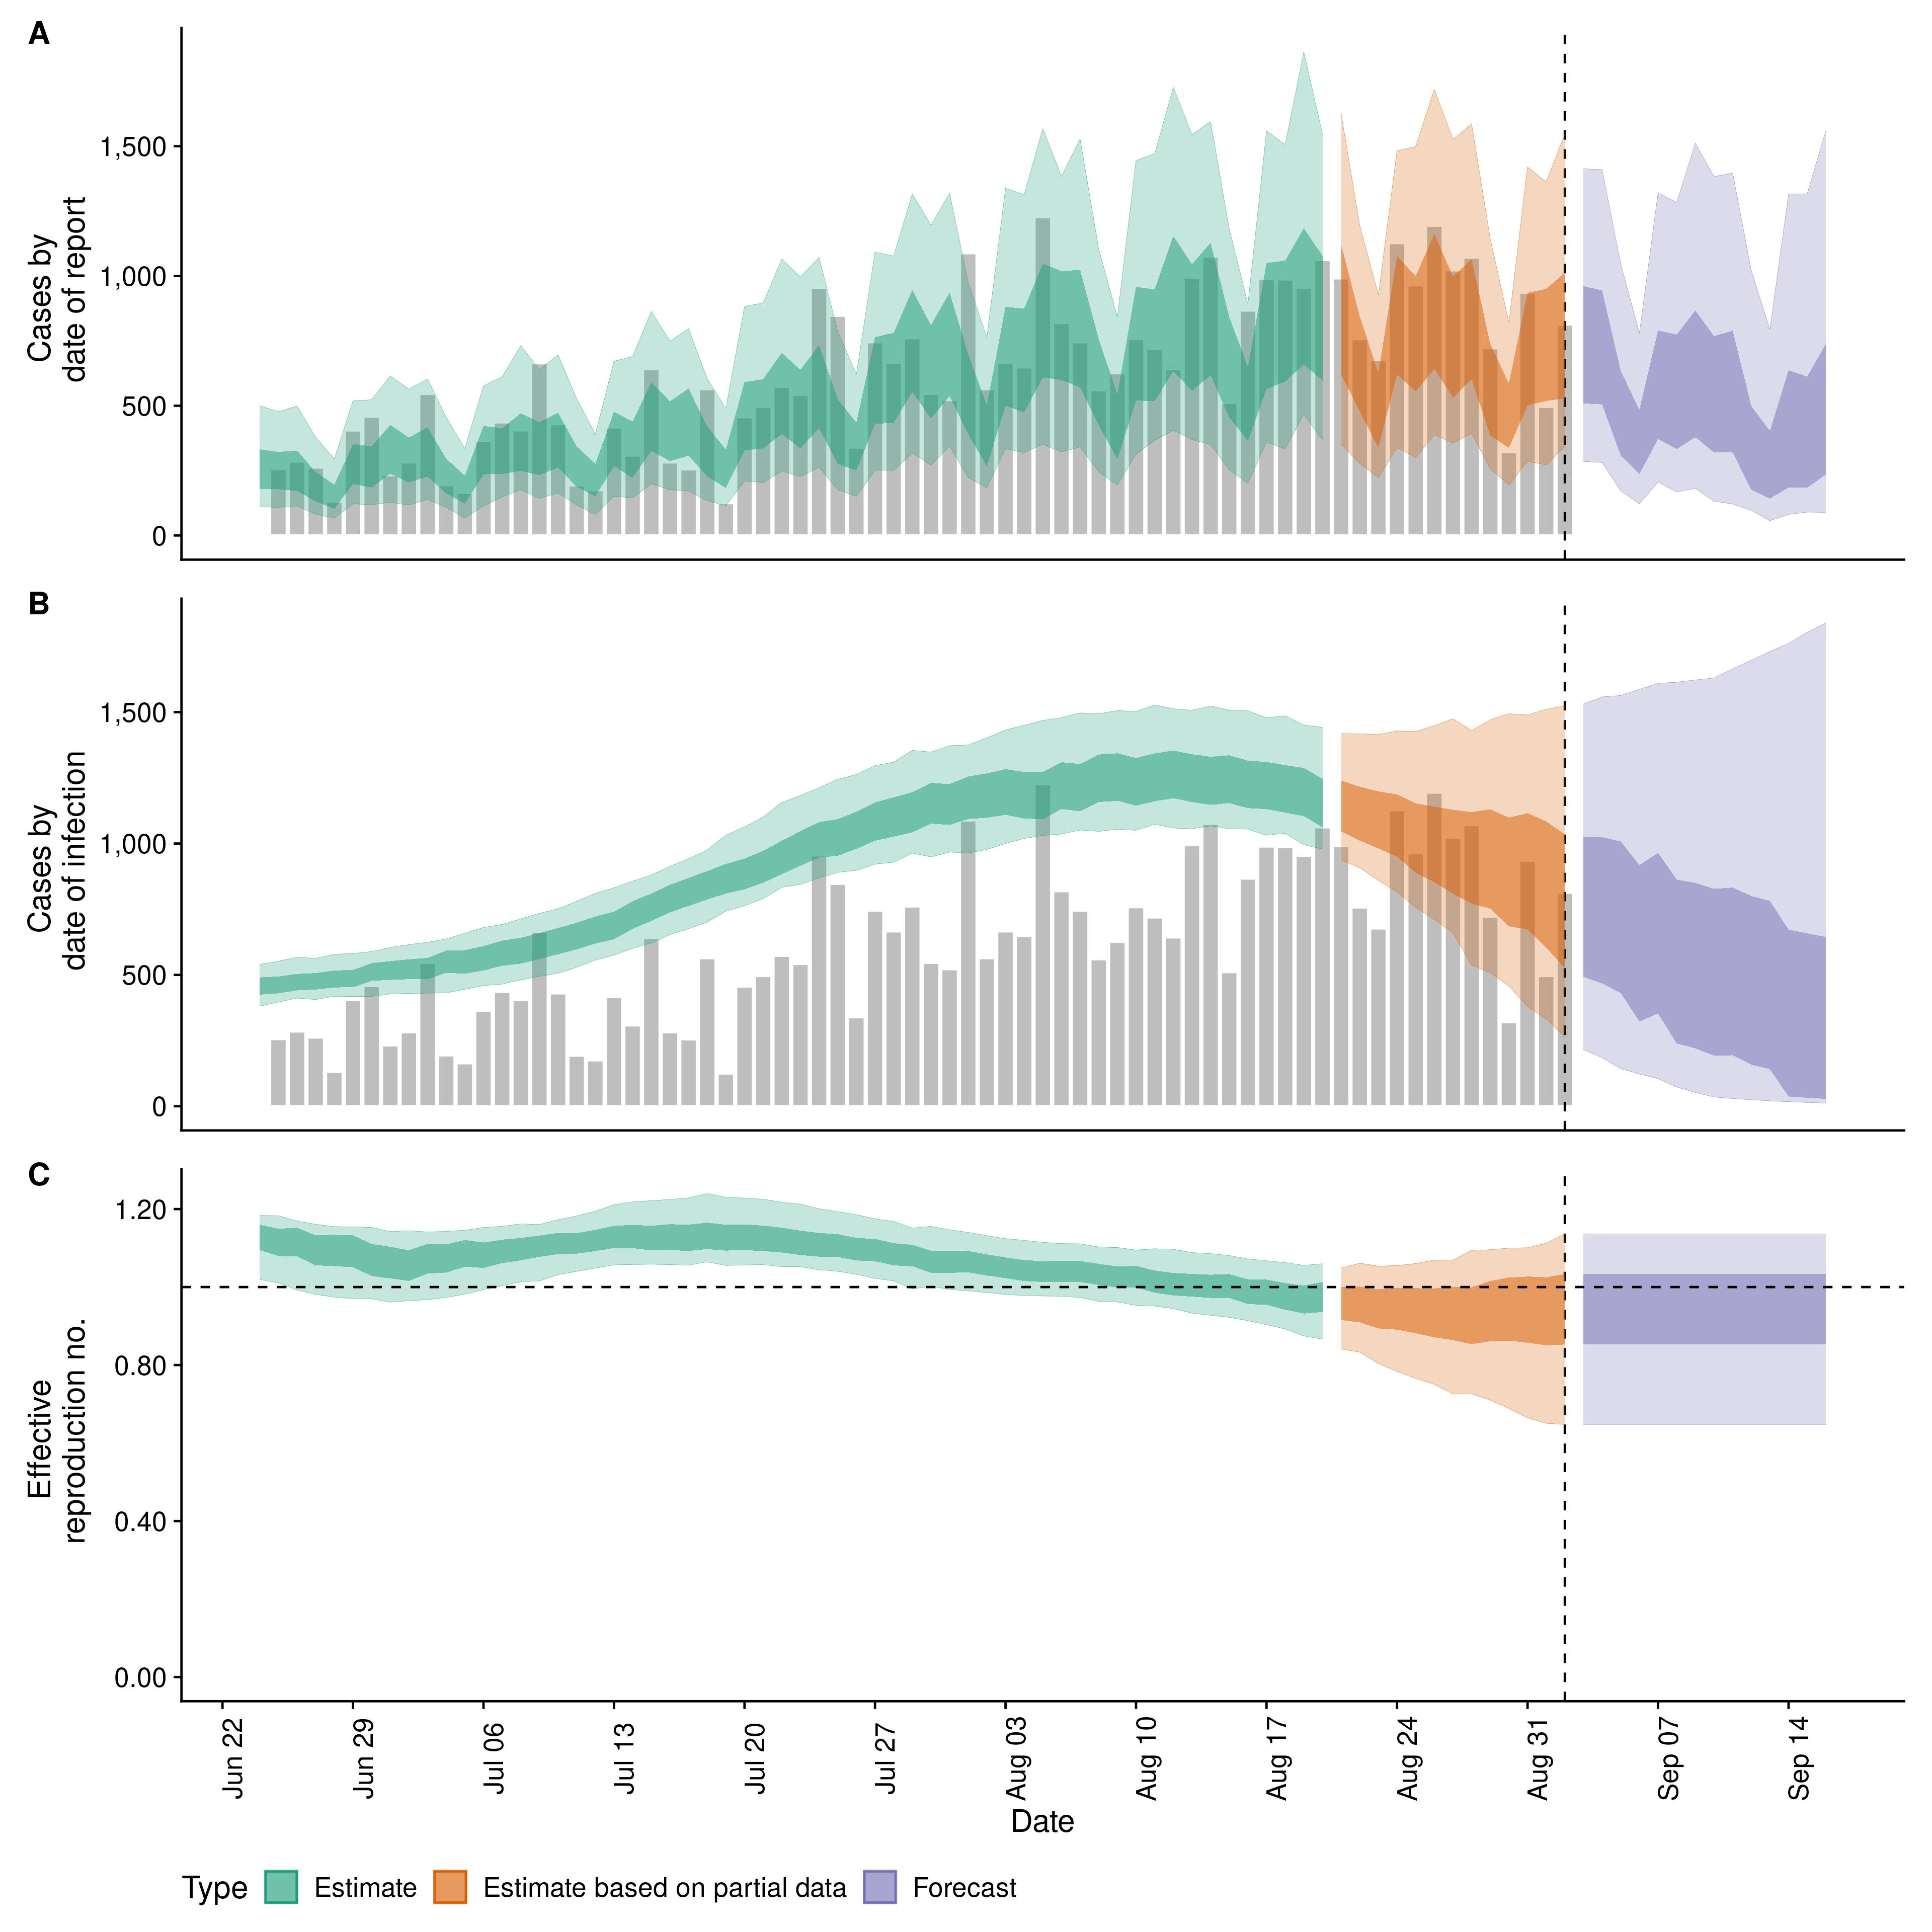 A
Cases by
date of report
1,500
1,000
500
0
B
Cases by
date of infection
1,500
1,000
500
0
C
Effective
reproduction no.
1.20
0.80
0.40
0.00
Jun 22
Jun 29
Jul 06
Jul 13
Jul 20
Jul 27
Aug 03
Aug 10
Aug 17
Aug 24
Aug 31
Sep 07
Sep 14
Date
Type Estimate Estimate based on partial data Forecast